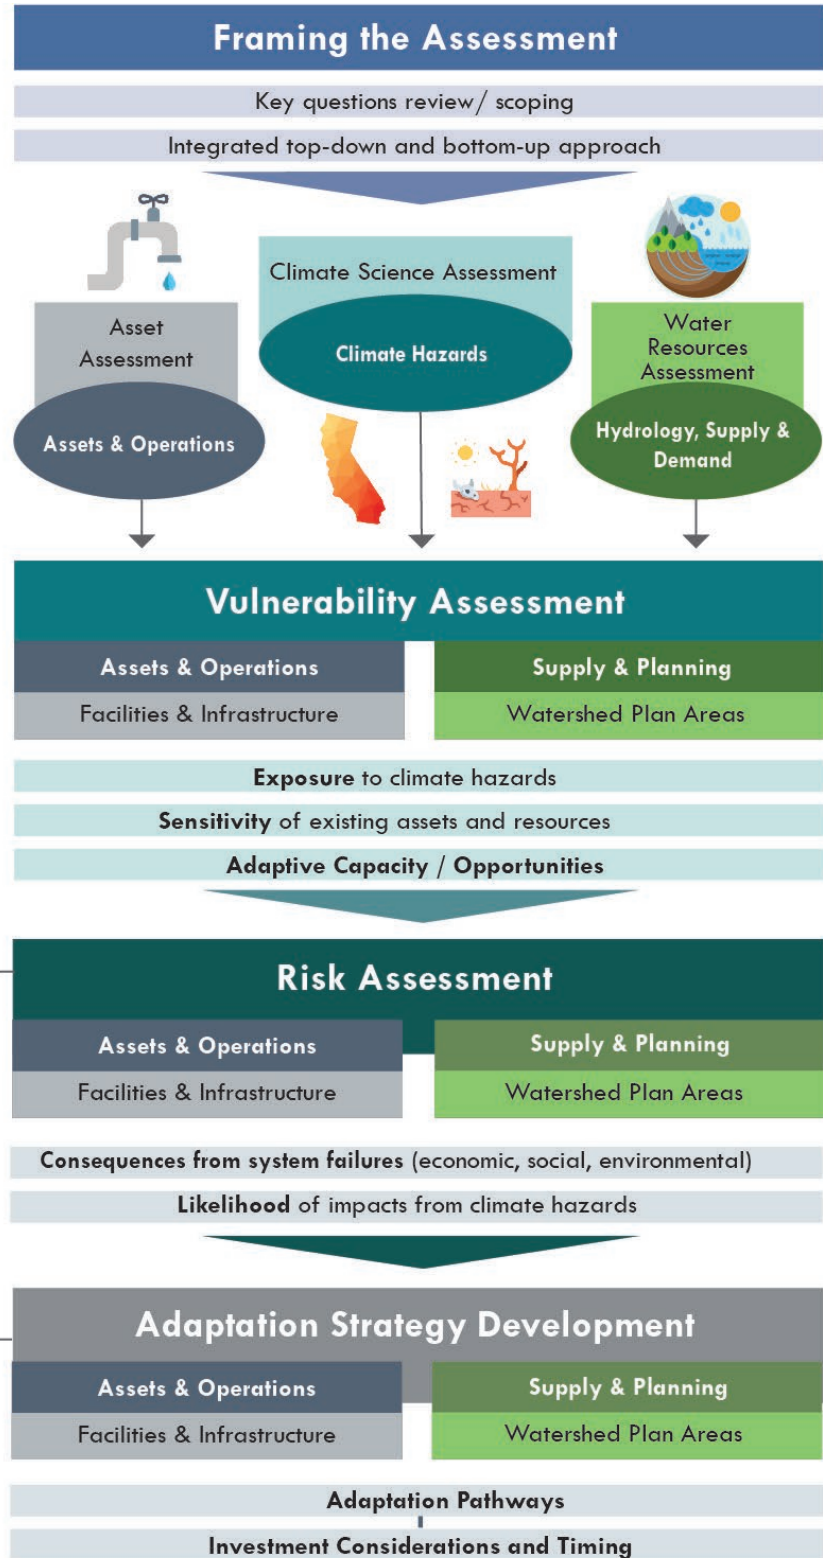 Framing the Assessment
Key questions review/ scoping
Integrated top-down and bottom-up approach
Asset
Assessment
Assets & Operations
Climate Science Assessment
Climate Hazards
Water
Resources
Assessment
Hydrology, Supply &
Demand
Vulnerability Assessment
Assets & Operations
Facilities & Infrastructure
Supply & Planning
Watershed Plan Areas
Exposure to climate hazards
Sensitivity of existing assets and resources
Adaptive Capacity / Opportunities
Risk Assessment
Assets & Operations
Facilities & Infrastructure
Supply & Planning
Watershed Plan Areas
Consequences from system failures (economic, social, environmental)
Likelihood of impacts from climate hazards
Adaptation Strategy Development
Assets & Operations
Facilities & Infrastructure
Supply & Planning
Watershed Plan Areas
Adaptation Pathways
Investment Considerations and Timing